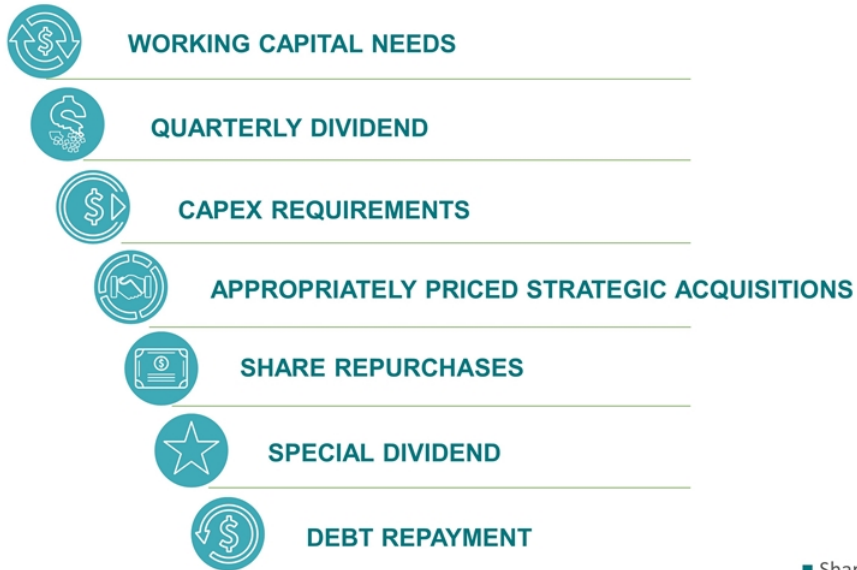 WORKING CAPITAL NEEDS
QUARTERLY DIVIDEND
CAPEX REQUIREMENTS
APPROPRIATELY PRICED STRATEGIC ACQUISITIONS
SHARE REPURCHASES
SPECIAL DIVIDEND
DEBT REPAYMENT